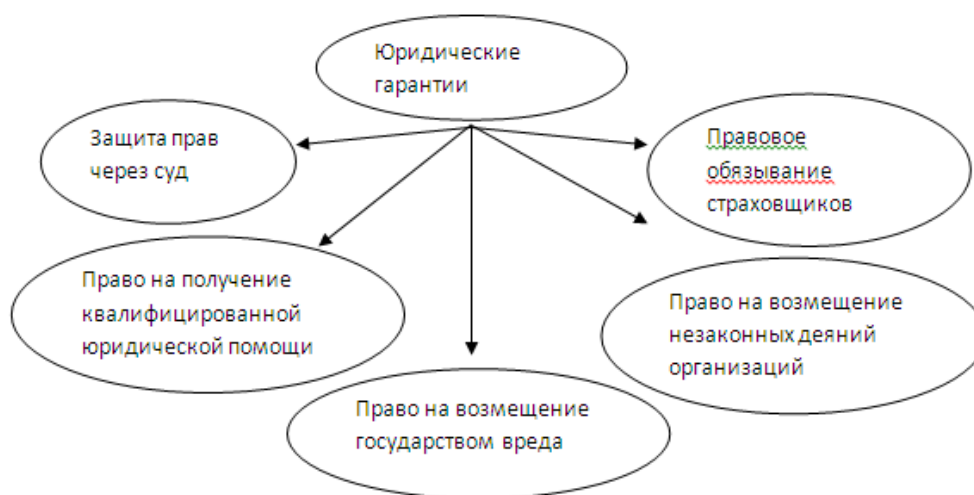 Юридические
гарантии
Защита прав
через суд
Правовое
обязывание
страховщиков
Право на получение
квалифицированной
юридической помощи
Право на возмещение
незаконных деяний
организаций
Право на возмещение
государством вреда